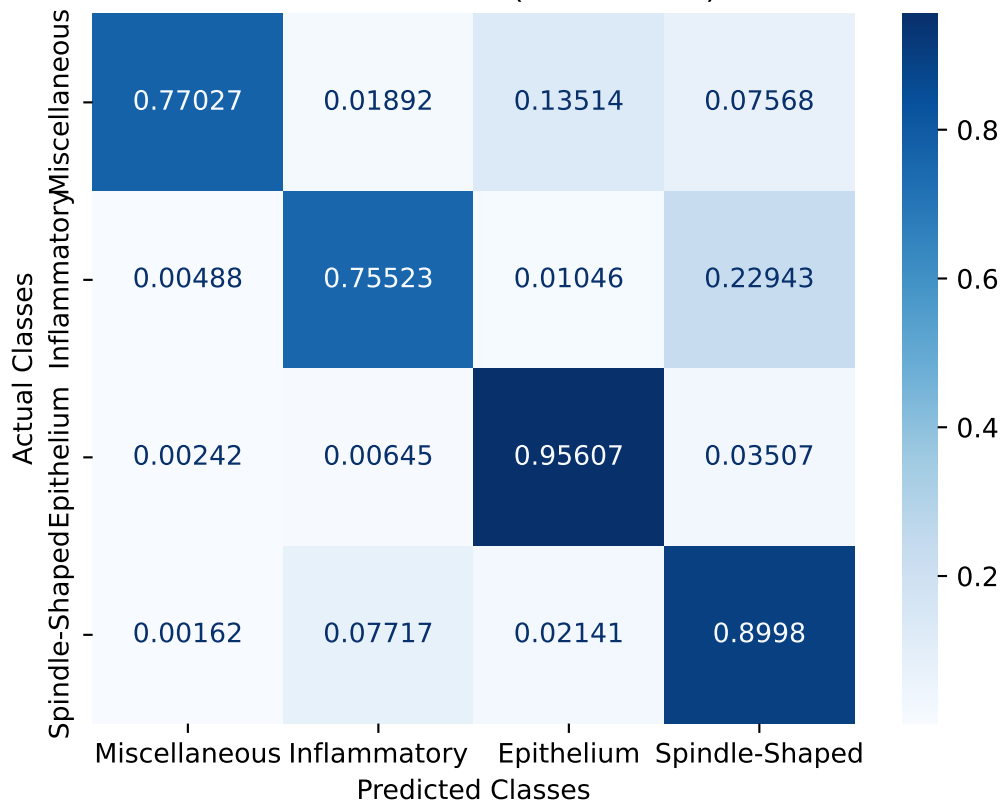 Miscellaneous
0.77027 0.01892 0.13514 0.07568
0.8
Inflammatory
0.00488 0.75523 0.01046 0.22943
0.6
Actual Classes
Epithelium
0.00242 0.00645 0.95607 0.03507
0.4
Spindle-Shaped
0.00162 0.07717 0.02141 0.8998
0.2
Miscellaneous Inflammatory Epithelium Spindle-Shaped
Predicted Classes